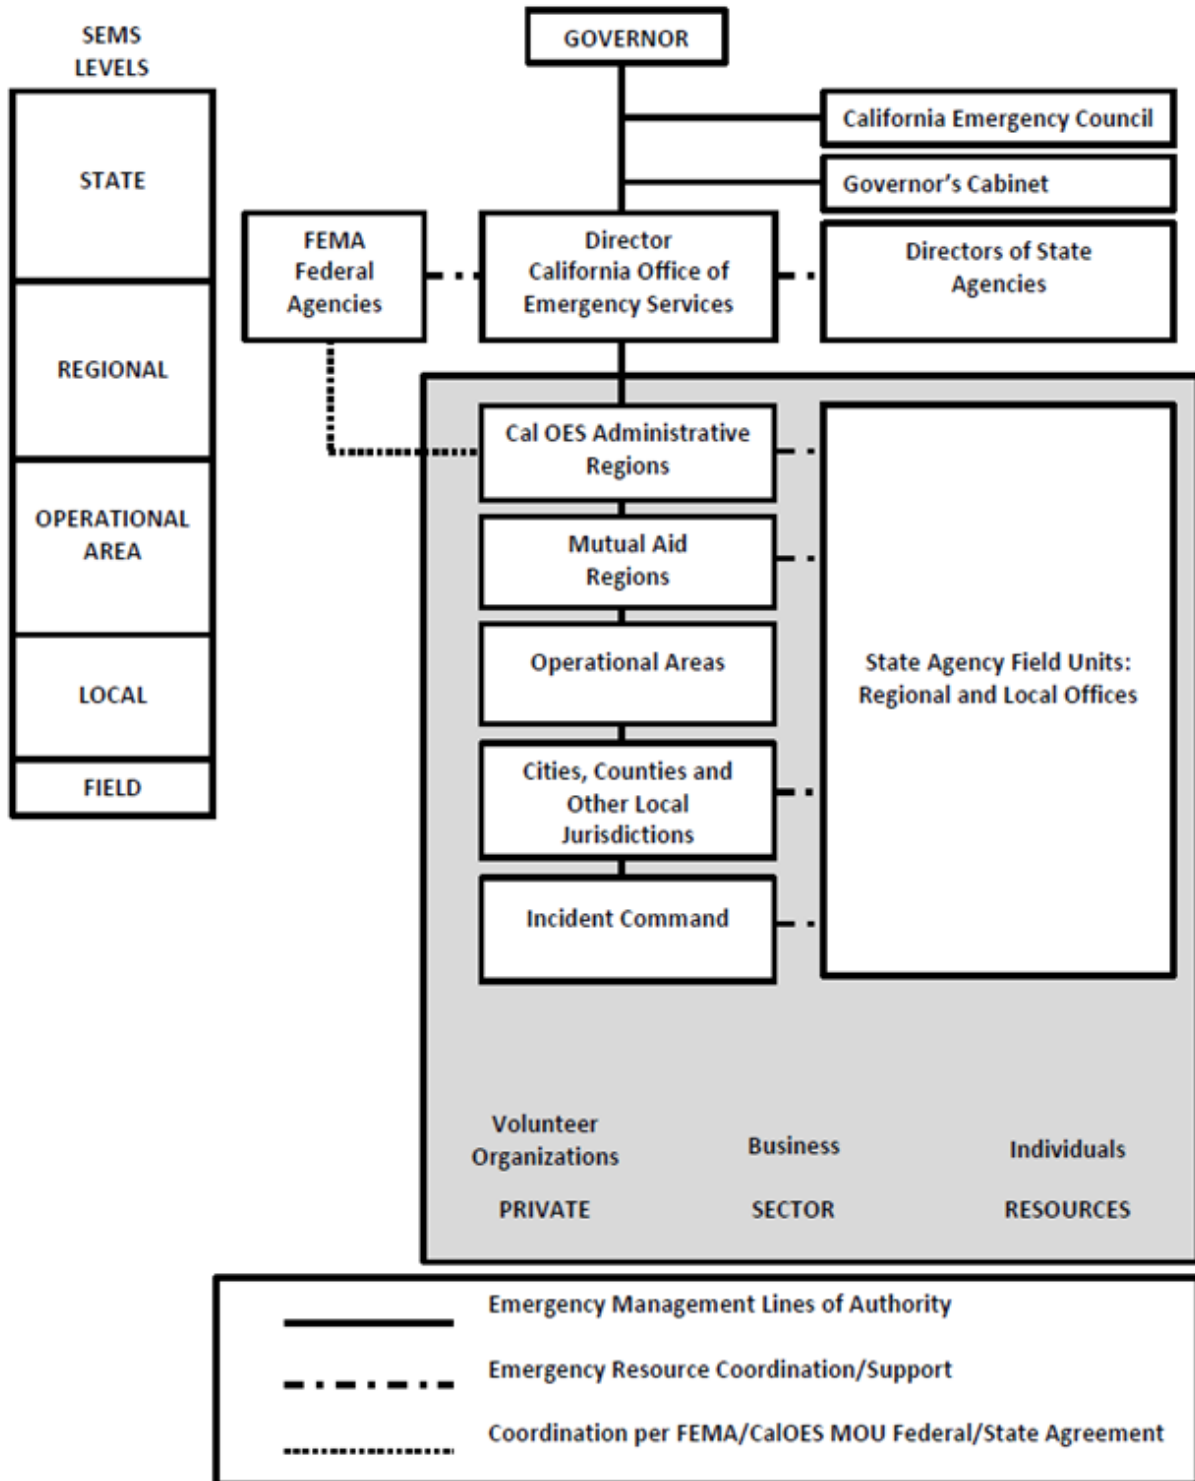 SEMS
LEVELS
STATE
REGIONAL
OPERATIONAL
AREA
LOCAL
FIELD
GOVERNOR
California Emergency Council
Governor’s Cabinet
FEMA
Federal
Agencies
Director
California Office of
Emergency Services
Directors of State
Agencies
Cal OES Administrative
Regions
Mutual Aid
Regions
Operational Areas
Cities, Counties and
Other Local
Jurisdictions
Incident Command
State Agency Field Units:
Regional and Local Offices
Volunteer
Organizations
Business
Individuals
PRIVATE
SECTOR
RESOURCES
Emergency Management Lines of Authority
Emergency Resource Coordination/Support
Coordination per FEMA/CalOES MOU Federal/State Agreement